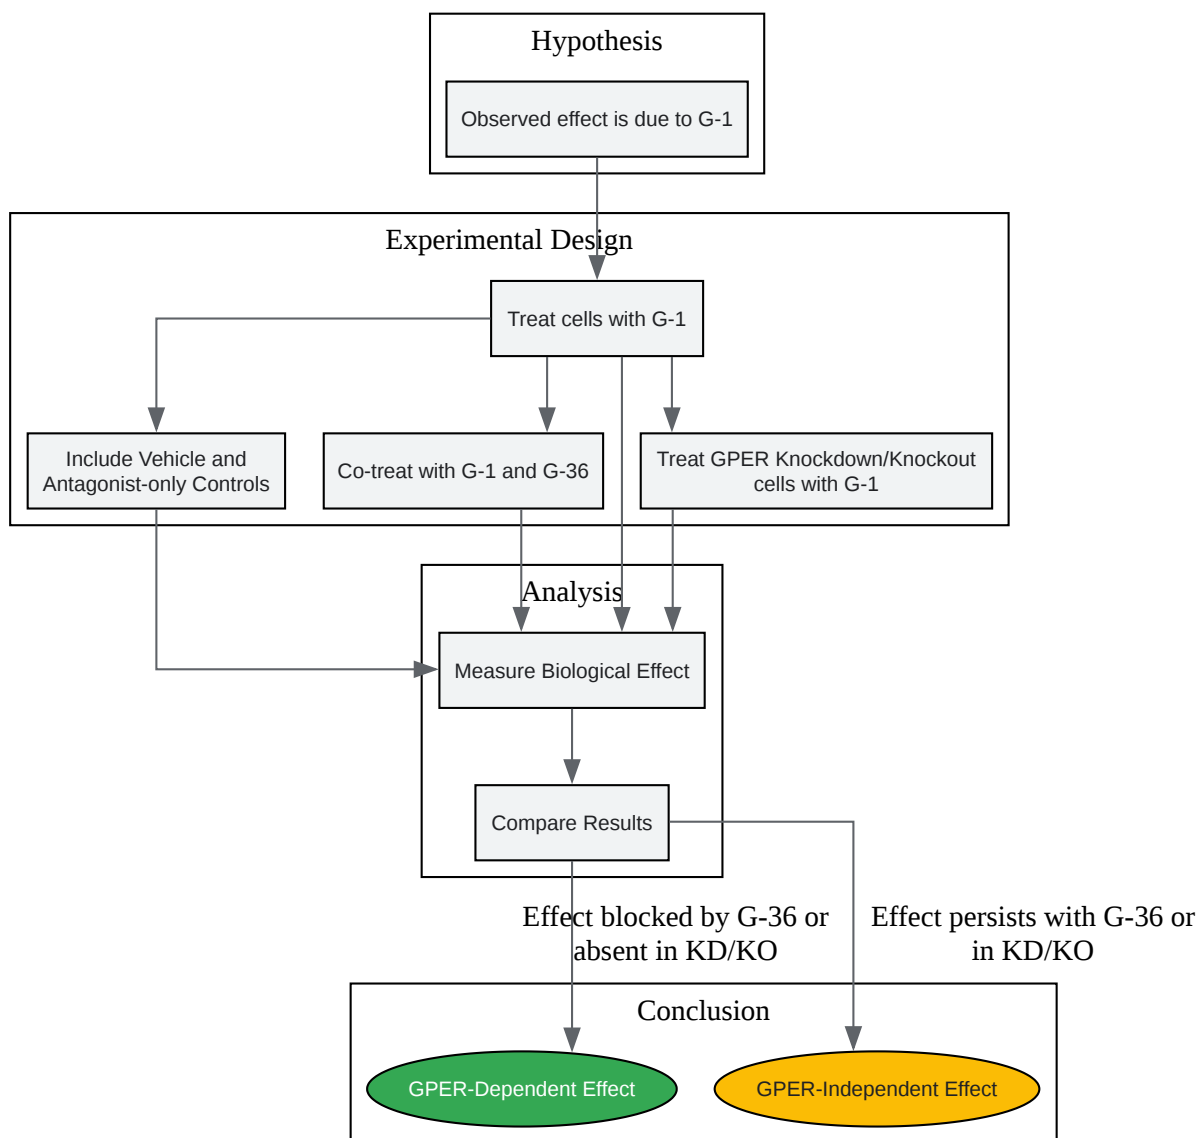 Hypothesis
Observed effect is due to G-1
Experimental Design
Treat cells with G-1
Include Vehicle and
Antagonist-only Controls
Co-treat with G-1 and G-36
Treat GPER Knockdown/Knockout
cells with G-1
Analysis
Measure Biological Effect
Compare Results
Effect blocked by G-36 or
absent in KD/KO
Effect persists with G-36 or
in KD/KO
Conclusion
GPER-Dependent Effect
GPER-Independent Effect